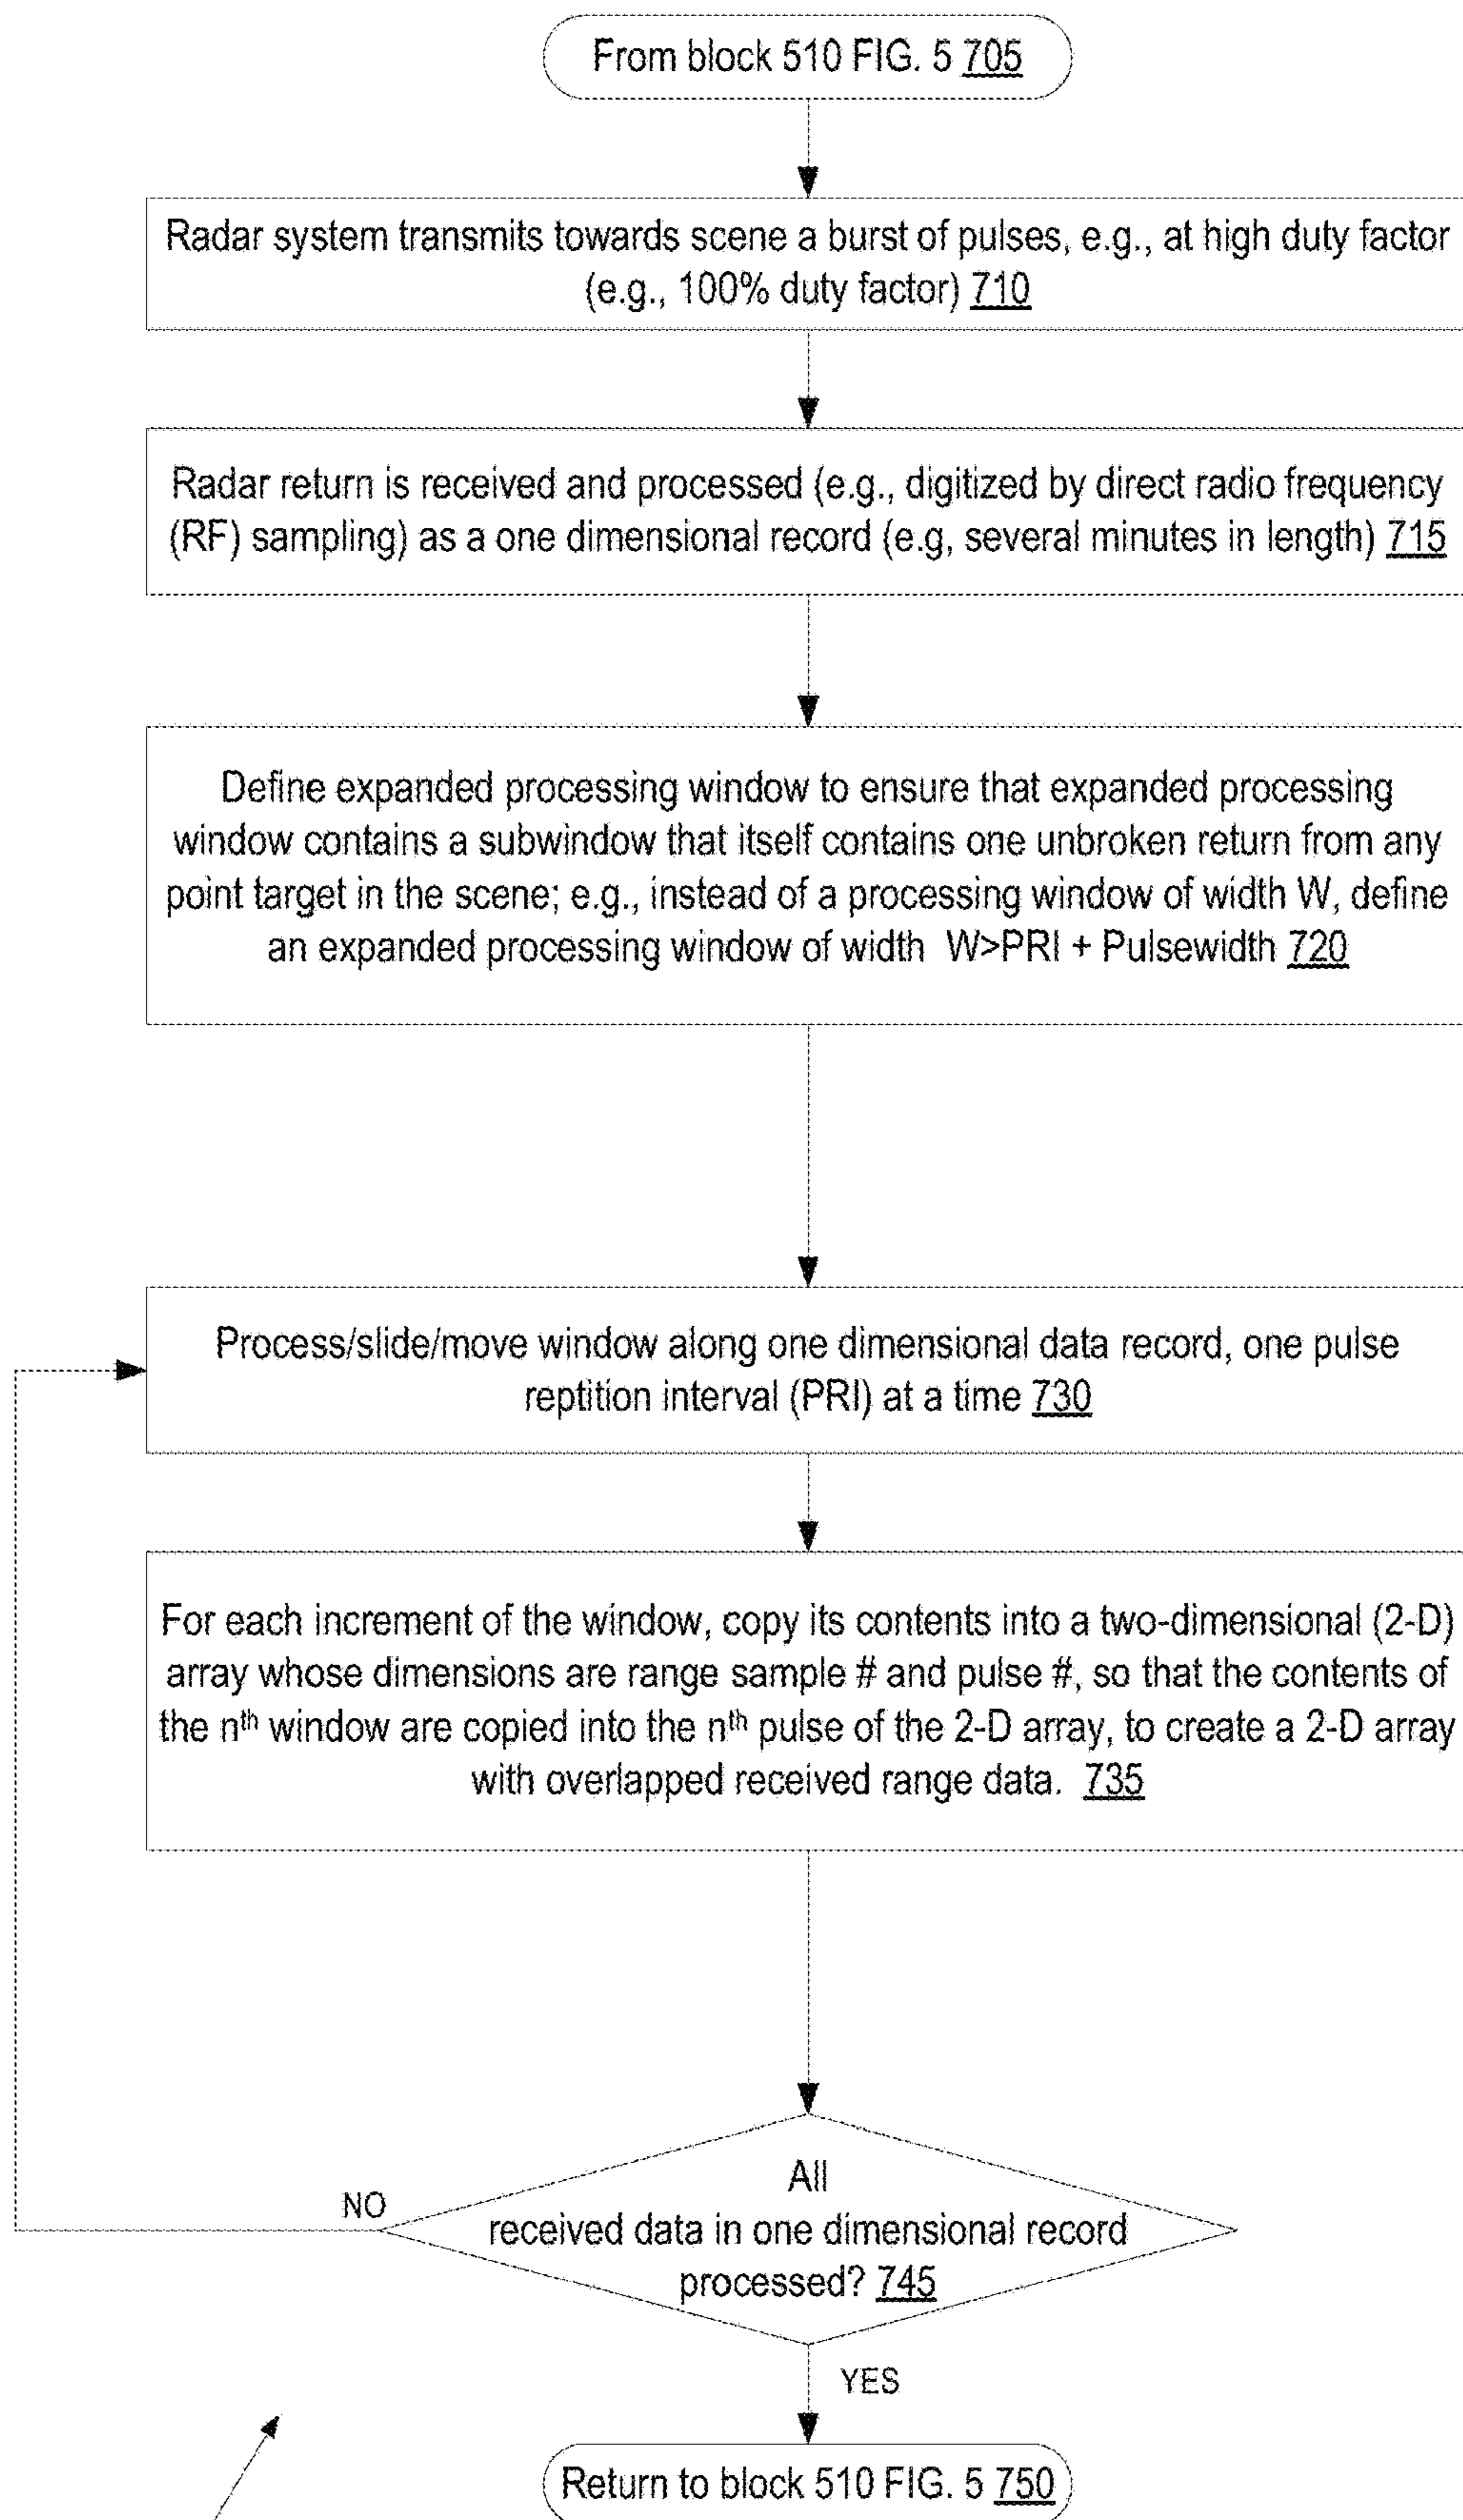 From block 510 FIG. 5 705
Radar system transmits towards scene a burst of pulses, e.g., at high duty factor
(e.g., 100% duty factor) 710
Radar return is received and processed (e.g., digitized by direct radio frequency
(RF) sampling) as a one dimensional record (e.g, several minutes in length) 715
Define expanded processing window to ensure that expanded processing
window contains a subwindow that itself contains one unbroken return from any
point target in the scene; e.g., instead of a processing window of width W, define
an expanded processing window of width W>PRI + Pulsewidth 720
Process/slide/move window along one dimensional data record, one pulse
reptition interval (PRI) at a time 730
For each increment of the window, copy its contents into a two-dimensional (2-D)
array whose dimensions are range sample # and pulse #, so that the contents of
the nth window are copied into the nth pulse of the 2-D array, to create a 2-D array
with overlapped received range data. 735
All
NO
received data in one dimensional record
processed? 745
YES
Return to block 510 FIG. 5 750